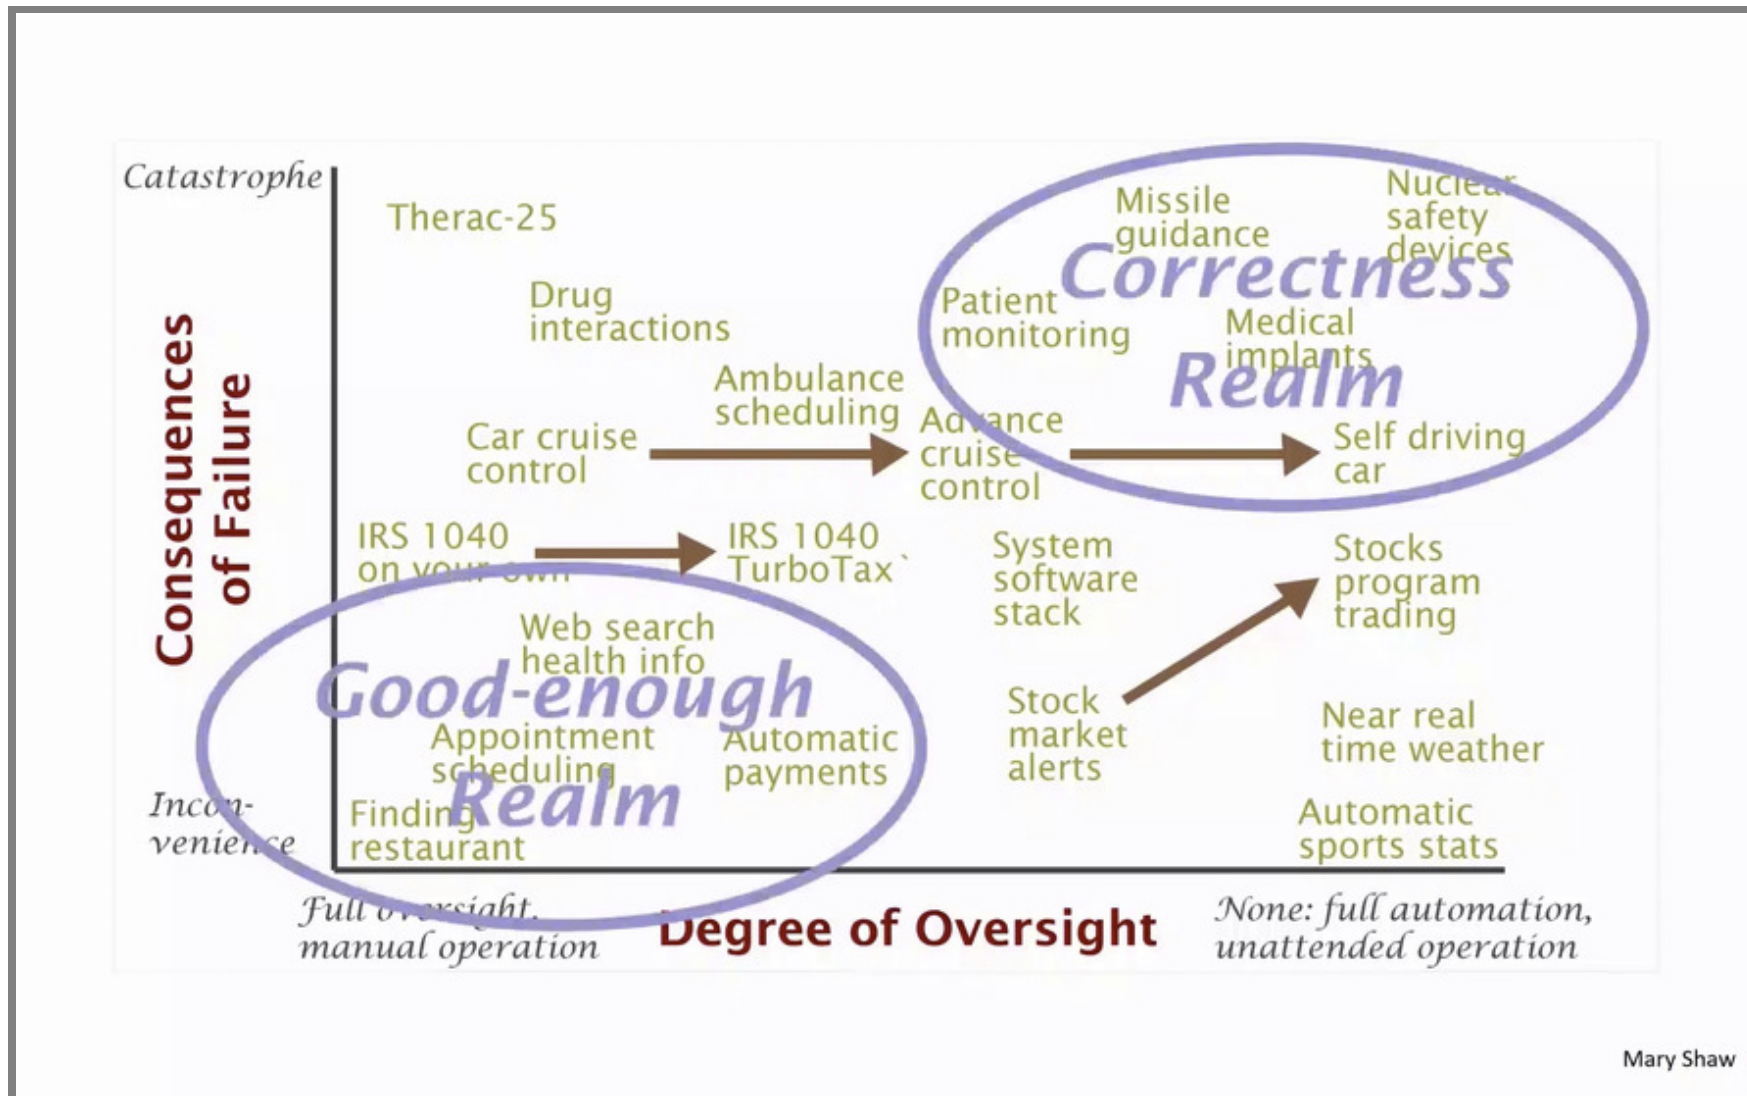 Catastrophe
Therac-25
Missile
guidance
Nuclear
safety
devices
Correctness
Realm
Drug
interactions
Patient
monitoring
Medical
implants
Ambulance
scheduling
Car cruise
control
Advance
cruise
control
Self driving
car
Consequences
of Failure
IRS 1040
on your own
IRS 1040
TurboTax`
System
software
stack
Stocks
program
trading
Web search
health info
Good-enough
Realm
Appointment
scheduling
Automatic
payments
Stock
market
alerts
Near real
time weather
Incon-
venience
Finding
restaurant
Automatic
sports stats
Full oversight,
manual operation
Degree of Oversight
None: full automation,
unattended operation
Mary Shaw